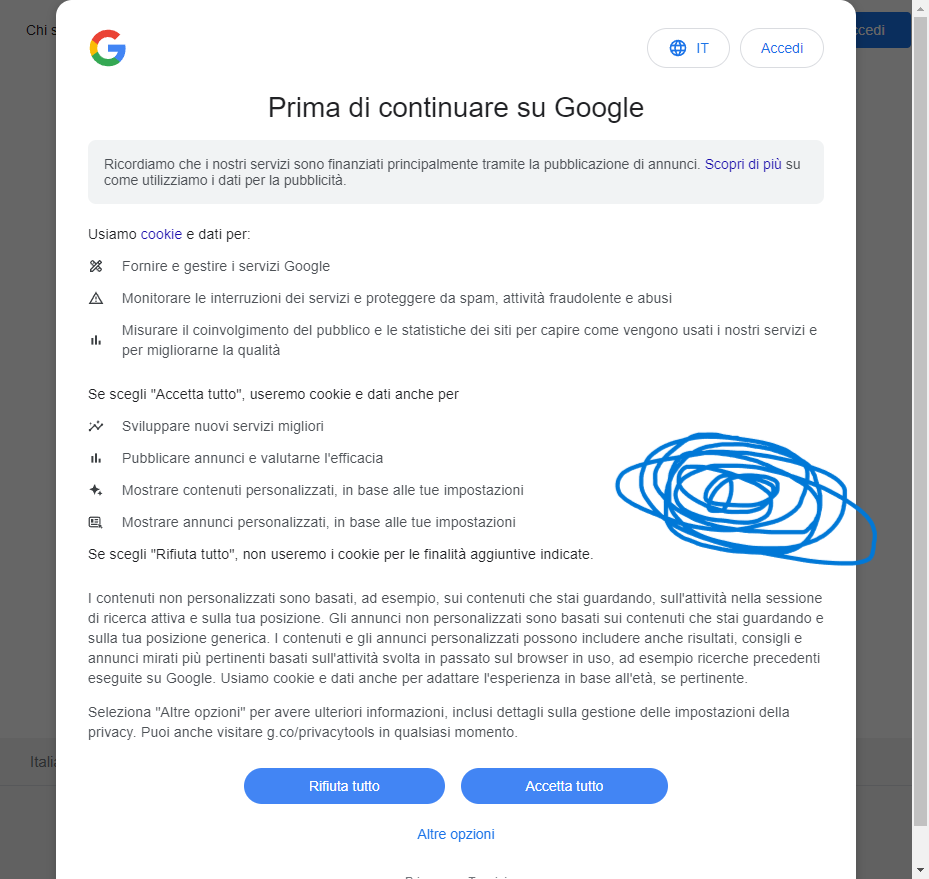 Chi
IT
Accedi
ccedi
Prima di continuare su Google
Ricordiamo che i nostri servizi sono finanziati principalmente tramite la pubblicazione di annunci. Scopri di più su
come utilizziamo i dati per la pubblicità.
Usiamo cookie e dati per:
Fornire e gestire i servizi Google
Monitorare le interruzioni dei servizi e proteggere da spam, attività fraudolente e abusi
Misurare il coinvolgimento del pubblico e le statistiche dei siti per capire come vengono usati i nostri servizi e
per migliorarne la qualità
Se scegli "Accetta tutto", useremo cookie e dati anche per
Sviluppare nuovi servizi migliori
Pubblicare annunci e valutarne l'efficacia
Mostrare contenuti personalizzati, in base alle tue impostazioni
Mostrare annunci personalizzati, in base alle tue impostazioni
Se scegli "Rifiuta tutto", non useremo i cookie per le finalità aggiuntive indicate.
I contenuti non personalizzati sono basati, ad esempio, sui contenuti che stai guardando, sull'attività nella sessione
di ricerca attiva e sulla tua posizione. Gli annunci non personalizzati sono basati sui contenuti che stai guardando e
sulla tua posizione generica. I contenuti e gli annunci personalizzati possono includere anche risultati, consigli e
annunci mirati più pertinenti basati sull'attività svolta in passato sul browser in uso, ad esempio ricerche precedenti
eseguite su Google. Usiamo cookie e dati anche per adattare l'esperienza in base all'età, se pertinente.
Seleziona "Altre opzioni" per avere ulteriori informazioni, inclusi dettagli sulla gestione delle impostazioni della
privacy. Puoi anche visitare g.co/privacytools in qualsiasi momento.
Itali
Rifiuta tutto
Accetta tutto
Altre opzioni